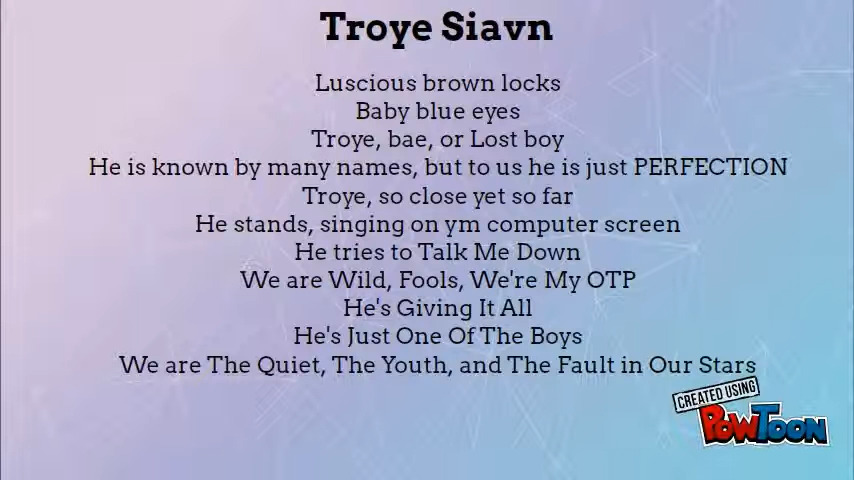 Troye Siavn
Luscious brown locks
Baby blue eyes
Troye, bae, or Lost boy
He is known by many names, but to us he is just PERFECTION
Troye, so close yet so far
He stands, singing on ym computer screen
He tries to Talk Me Down
We are Wild, Fools, We're My OTP
He's Giving It All
He's Just One Of The Boys
We are The Quiet, The Youth, and The Fault in Our Stars
CREATED USING
POWTOON